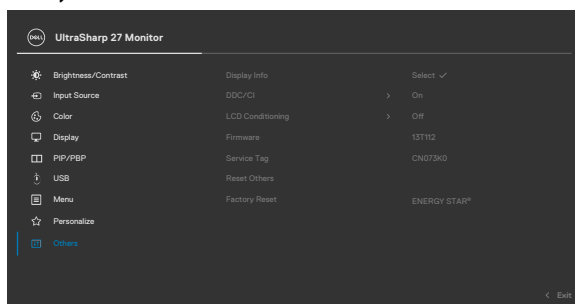 DELL UltraSharp 27 Monitor
Brightness/Contrast Display Info Select ✓
Input Source DDC/CI > On
Color LCD Conditioning > Off
Display Firmware 13T112
PIP/PBP Service Tag CN073K0
USB Reset Others
Menu Factory Reset ENERGY STAR®
Personalize
Others
< Exit